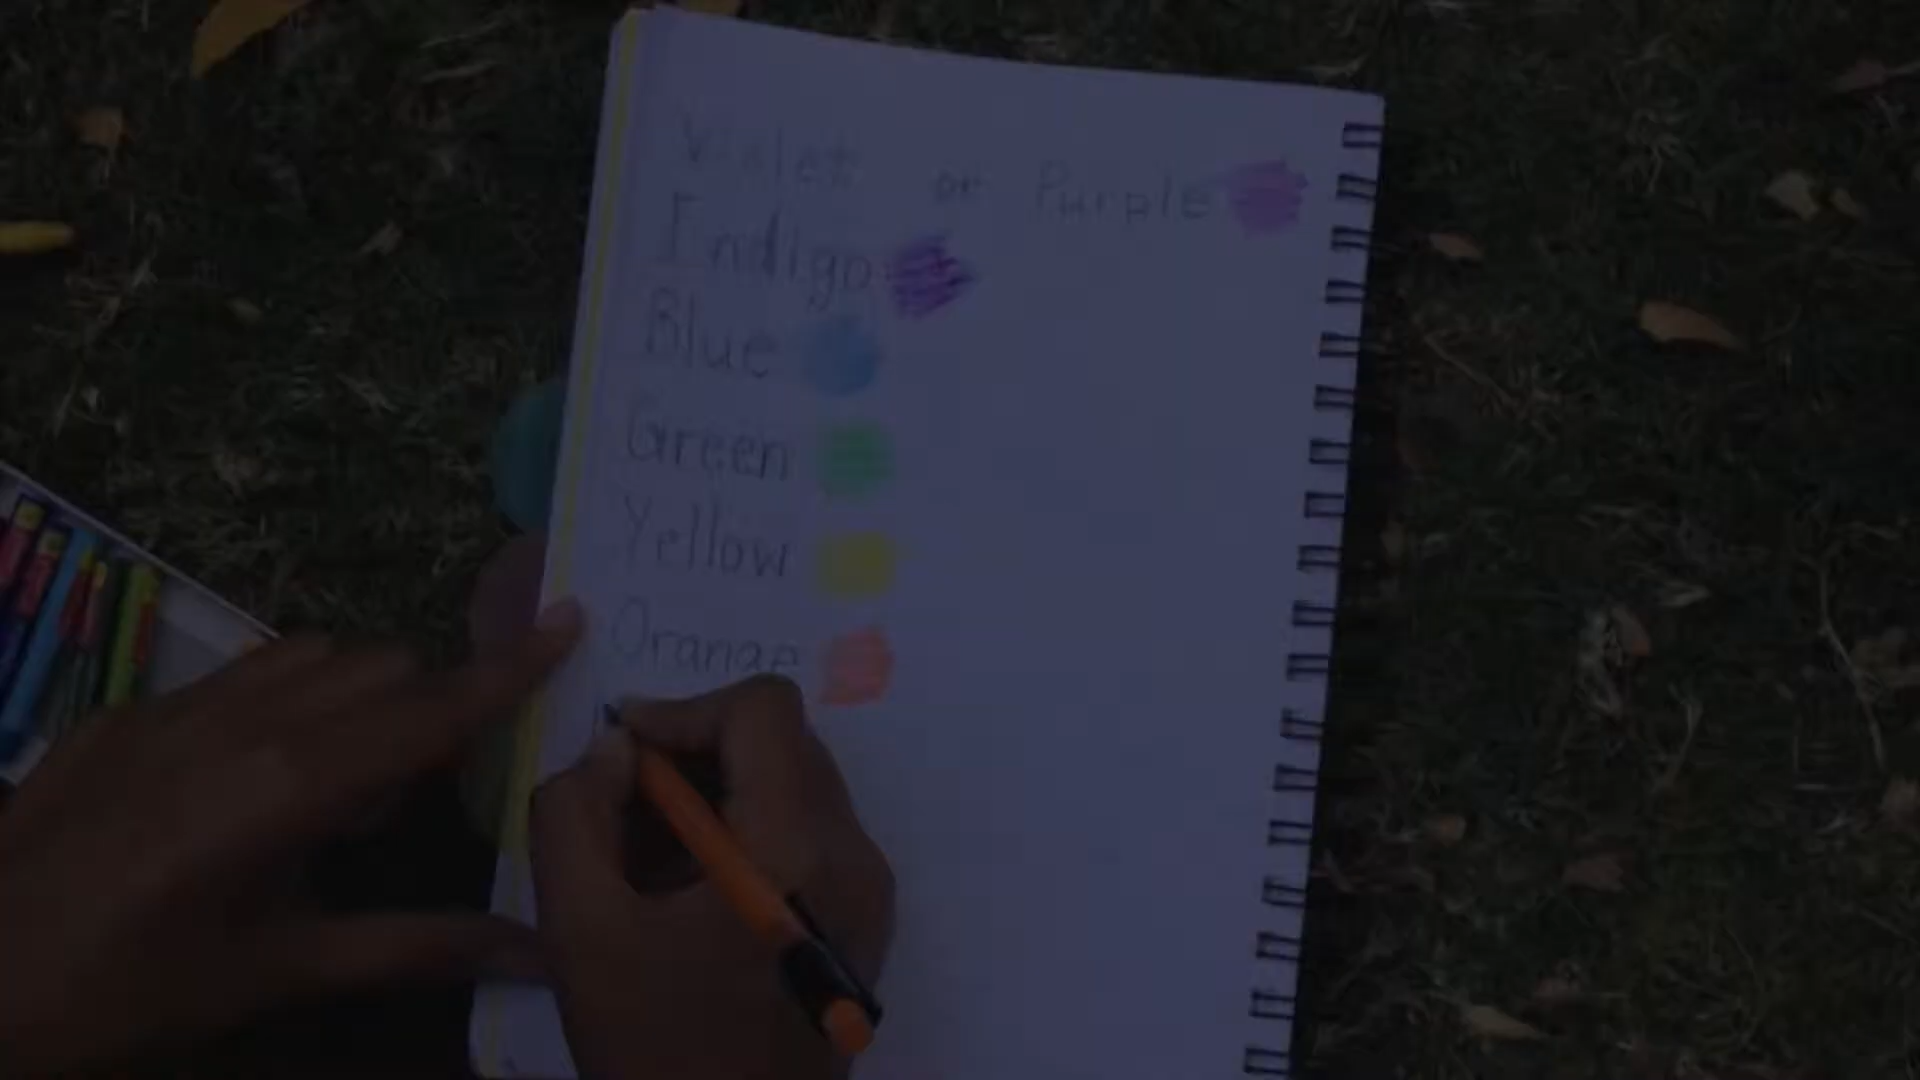 Violet or Purple
Indigo
Blue
Green
Yellow
Orange